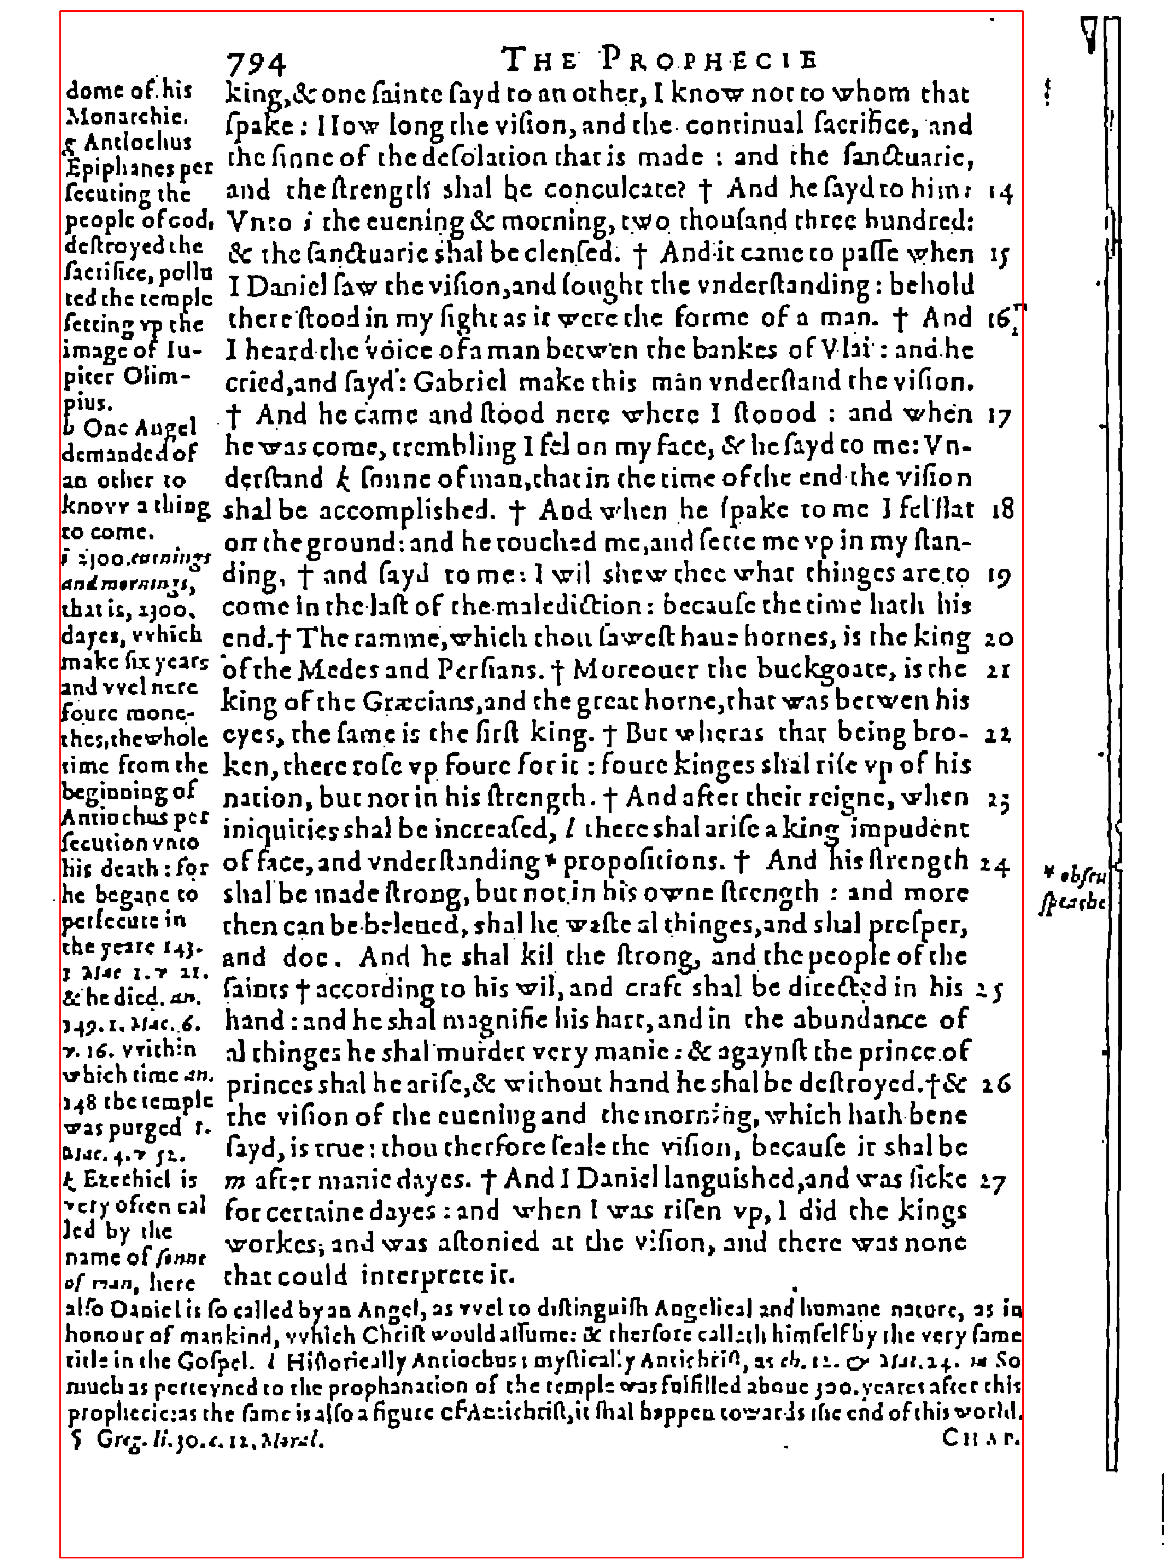 794 THE PROPHECIE
king, & one ſainte ſayd to an other, I know not to whom that
ſpake: How long the viſion, and the continual ſacrifice, and
the ſinne of the deſolation that is made: and the ſanctuarie,
and the ſtrength shal be conculcate? † And he ſayd to him: 14
Vnto i the euening & morning, two thouſand three hundred:
& the ſanctuarie shal be clenſed. † And it came to paſſe when 15
I Daniel ſaw the viſion, and ſought the vnderſtanding: behold
there ſtood in my ſight as it were the forme of a man. † And 16
I heard the voice of a man betwen the bankes of Vlai: and he
cried, and ſayd: Gabriel make this man vnderſtand the viſion.
† And he came and ſtood nere where I ſtoood: and when 17
he was come, trembling I fel on my face, & he ſayd to me: Vn-
derſtand k ſonne of man, that in the time of the end the viſion
shal be accomplished. † And when he ſpake to me I fel flat 18
on the ground: and he touched me, and ſette me vp in my ſtan-
ding, † and ſayd to me: I wil shew thee what thinges are to 19
come in the laſt of the malediction: becauſe the time hath his
end. † The ramme, which thou ſaweſt haue hornes, is the king 20
of the Medes and Perſians. † Moreouer the buckgoate, is the 21
king of the Græcians, and the great horne, that was betwen his
eyes, the ſame is the firſt king. † But wheras that being bro- 22
ken, there roſe vp foure for it: foure kinges shal riſe vp of his
nation, but not in his ſtrength. † And after their reigne, when 23
iniquities shal be increaſed, l there shal ariſe a king impudent
of face, and vnderſtanding * propoſitions. † And his ſtrength 24
shal be made ſtrong, but not in his owne ſtrength: and more
then can be beleued, shal he waſte al thinges, and shal proſper,
and doe. And he shal kil the ſtrong, and the people of the
ſaints † according to his wil, and craft shal be directed in his 25
hand: and he shal magnifie his hart, and in the abundance of
al thinges he shal murder very manie: & agaynſt the prince of
princes shal he ariſe, & without hand he shal be deſtroyed. † & 26
the viſion of the euening and the morning, which hath bene
ſayd, is true: thou therfore ſeale the viſion, becauſe it shal be
m after manie dayes. † And I Daniel languished, and was ſicke 27
for certaine dayes: and when I was riſen vp, I did the kings
workes, and was aſtonied at the viſion, and there was none
that could interprete it.
dome of his
Monarchie.
g Antiochus
Epiphanes per
ſecuting the
people of God,
deſtroyed the
ſacrifice, pollu
ted the temple
ſetting vp the
image of Iu-
piter Olim-
pius.
h One Angel
demanded of
an other to
knovv a thing
to come.
i 2300. euenings
and mornings,
that is, 2300.
dayes, vvhich
make ſix years
and vvel nere
foure mone-
thes, the whole
time from the
beginning of
Antiochus per
ſecution vnto
his death: for
he begane to
perſecute in
the yeare 143.
1 Mac 1. v 21.
& he died. an.
149. 1. Mac. 6.
v. 16. vvithin
which time an.
148 the temple
was purged 1.
Mac. 4. v 52.
k Ezechiel is
very often cal
led by the
name of ſonne
of man, here
alſo Daniel is ſo called by an Angel, as vvel to diſtinguiſh Angelical and humane nature, as in
honour of mankind, vvhich Chriſt would aſſume: & therfore calleth himſelf by the very ſame
title in the Goſpel. l Hiſtorically Antiochus: myſtically Antichriſt, as ch. 12. & Mat. 24. m So
much as perteyned to the prophanation of the temple was fulfilled aboue 300. yeares after this
prophecie: as the ſame is alſo a figure of Antichriſt, it ſhal happen towards the end of this world.
§ Greg. li. 30. c. 12. Moral.
CHAP.
* obſcu
ſpeache